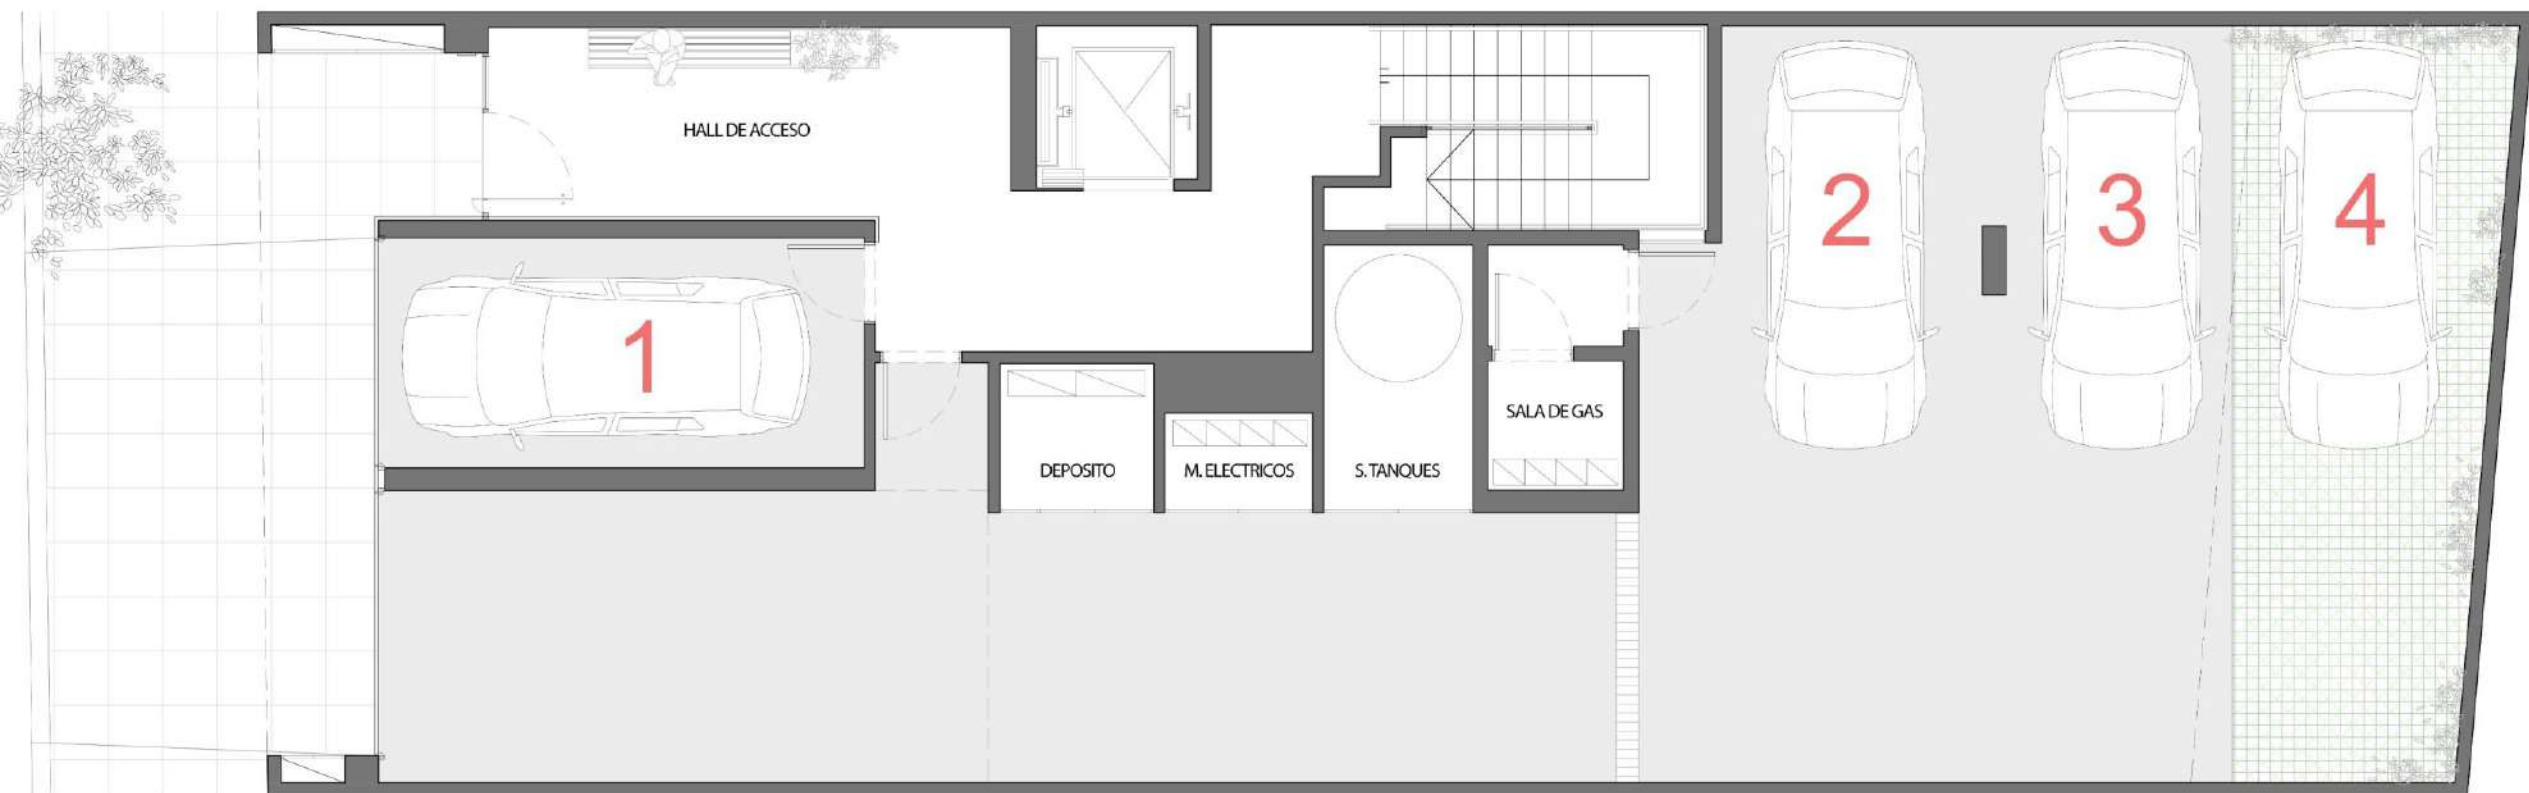 HALL DE ACCESO
1
2
3
4
DEPOSITO
M. ELECTRICOS
S. TANQUES
SALA DE GAS